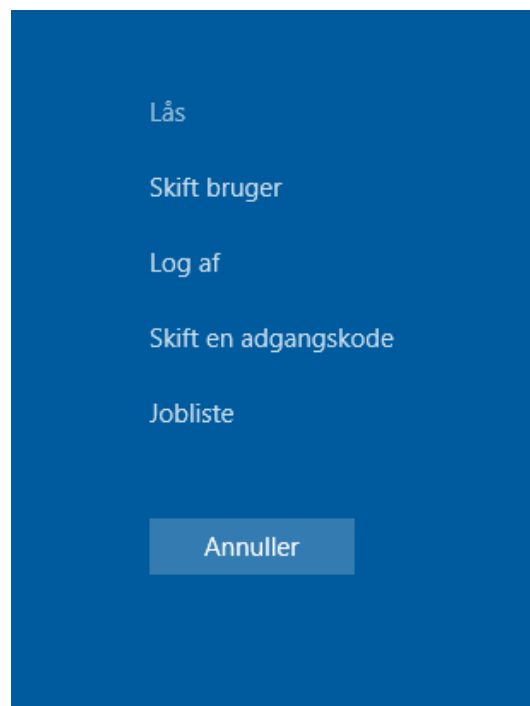 Lås
Skift bruger
Log af
Skift en adgangskode
Jobliste
Annuller